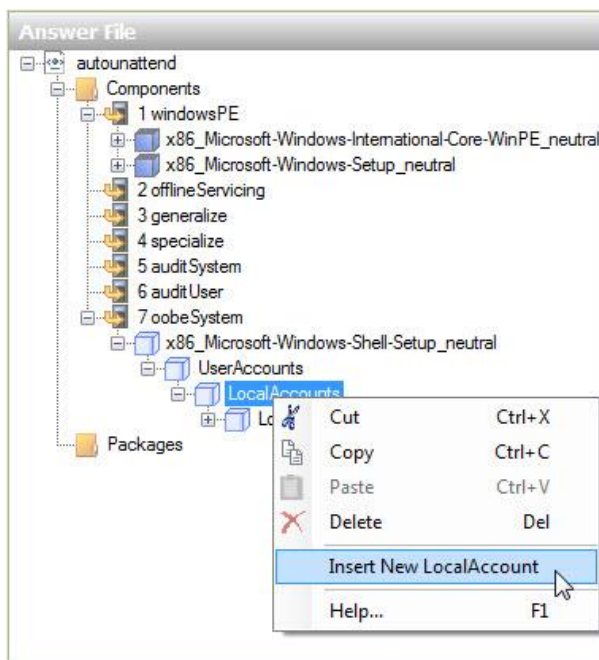 Answer File
autounattend
Components
1 windowsPE
x86_Microsoft-Windows-International-Core-WinPE_neutral
x86_Microsoft-Windows-Setup_neutral
2 offlineServicing
3 generalize
4 specialize
5 auditSystem
6 auditUser
7 oobeSystem
x86_Microsoft-Windows-Shell-Setup_neutral
UserAccounts
LocalAccounts
Lo
Packages
Cut Ctrl+X
Copy Ctrl+C
Paste Ctrl+V
Delete Del
Insert New LocalAccount
Help... F1